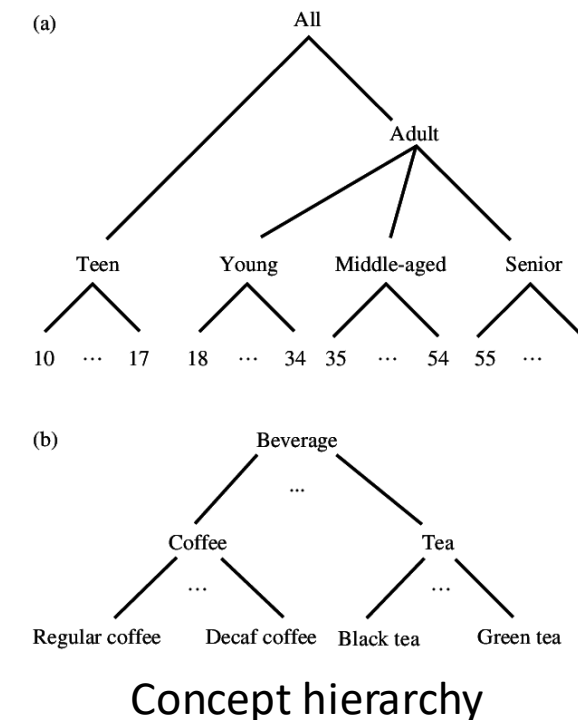 (a)
All
Adult
Teen Young Middle-aged Senior
10 ... 17 18 ... 34 35 ... 54 55 ...
(b)
Beverage
...
Coffee Tea
... ...
Regular coffee Decaf coffee Black tea Green tea
Concept hierarchy